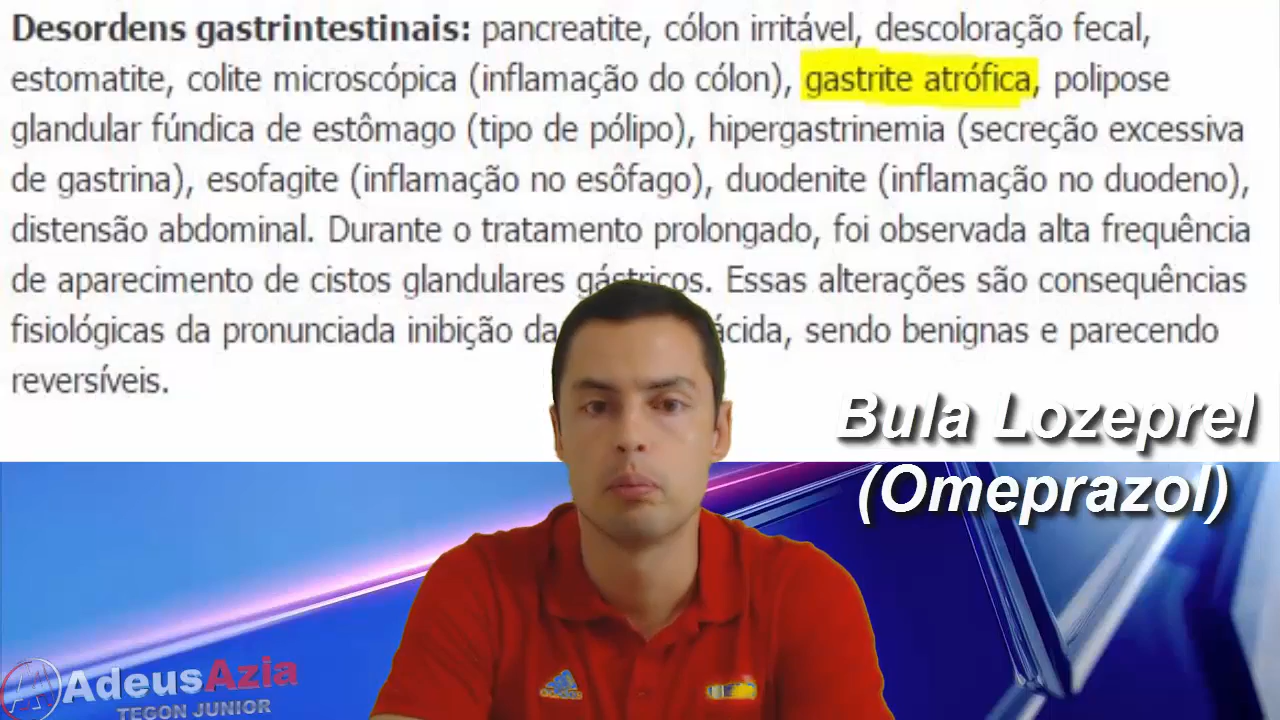 Desordens gastrintestinais: pancreatite, cólon irritável, descoloração fecal,
estomatite, colite microscópica (inflamação do cólon), gastrite atrófica, polipose
glandular fúndica de estômago (tipo de pólipo), hipergastrinemia (secreção excessiva
de gastrina), esofagite (inflamação no esôfago), duodenite (inflamação no duodeno),
distensão abdominal. Durante o tratamento prolongado, foi observada alta frequência
de aparecimento de cistos glandulares gástricos. Essas alterações são consequências
fisiológicas da pronunciada inibição da ácida, sendo benignas e parecendo
reversíveis.
Bula Lozeprel
(Omeprazol)
adidas
AdeusAzia
TEGON JUNIOR